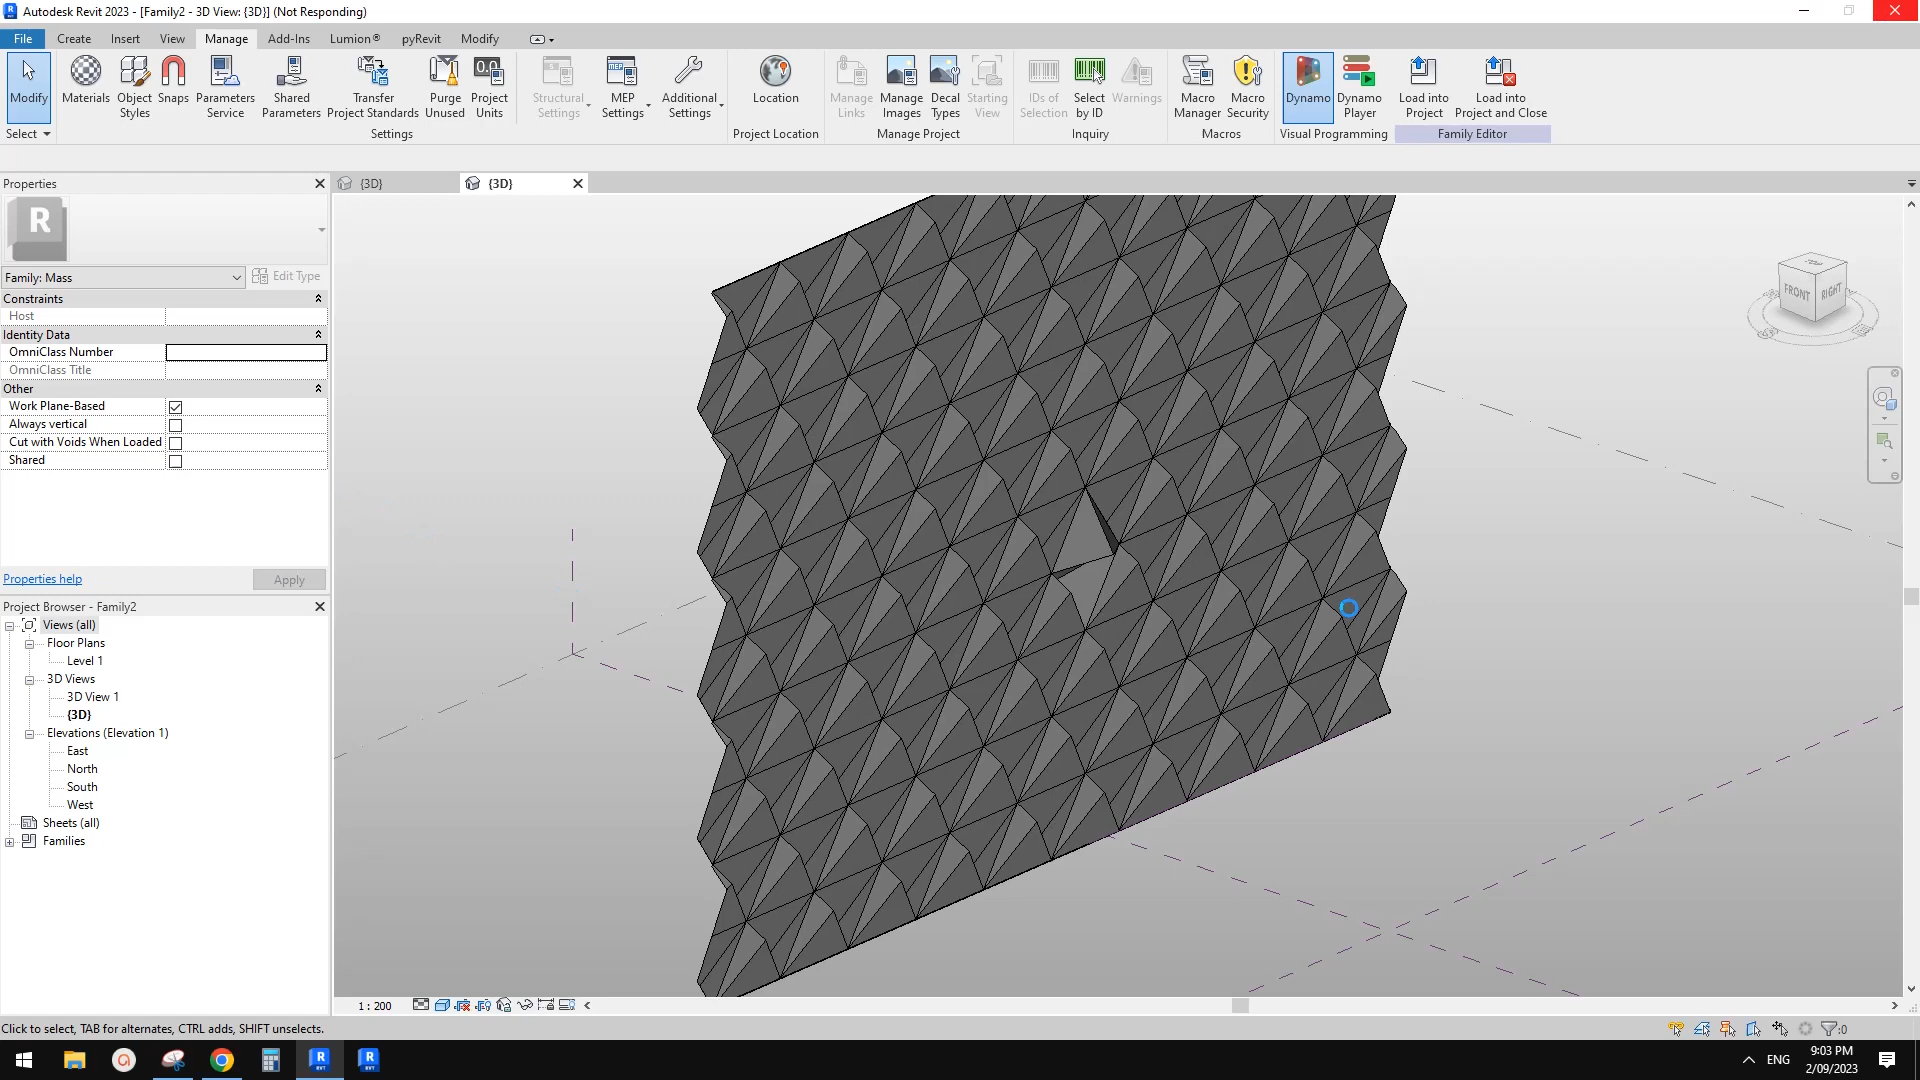 Autodesk Revit 2023 - [Family2 - 3D View: {3D}] (Not Responding)
File Create Insert View Manage Add-Ins Lumion® pyRevit Modify
Modify Materials Object Styles Snaps Parameters Service Shared Parameters Transfer Project Standards Purge Unused Project Units Structural Settings MEP Settings Additional Settings Location Manage Links Manage Images Decal Types Starting View IDs of Selection Select by ID Warnings Macro Manager Macro Security Dynamo Dynamo Player Load into Project Load into Project and Close
Select Settings Project Location Manage Project Inquiry Macros Visual Programming Family Editor
Properties
{3D} {3D}
R
Family: Mass Edit Type
Constraints
Host
Identity Data
OmniClass Number
OmniClass Title
Other
Work Plane-Based
Always vertical
Cut with Voids When Loaded
Shared
Properties help Apply
Project Browser - Family2
Views (all)
Floor Plans
Level 1
3D Views
3D View 1
{3D}
Elevations (Elevation 1)
East
North
South
West
Sheets (all)
Families
TOP
FRONT RIGHT
1 : 200
Click to select, TAB for alternates, CTRL adds, SHIFT unselects.
:0
ENG
9:03 PM
2/09/2023